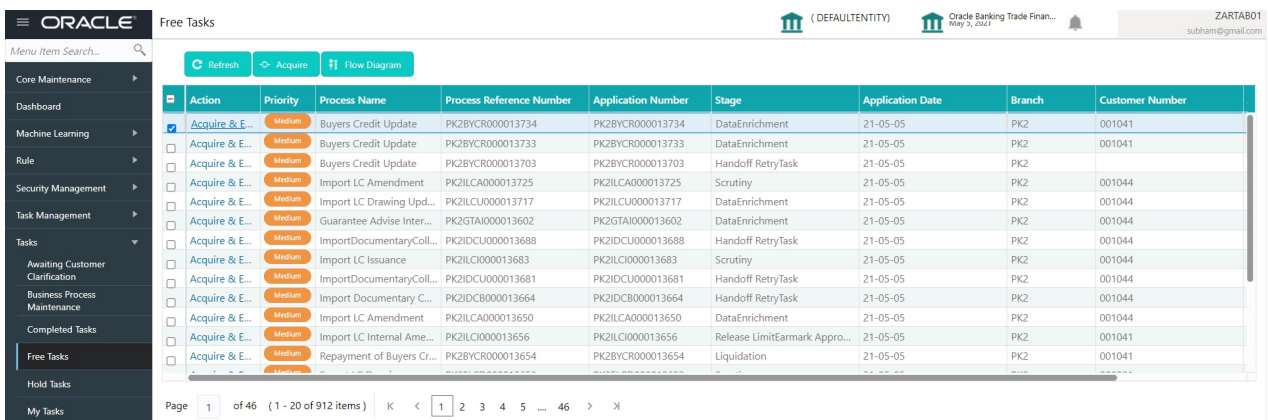 ORACLE®
Free Tasks
( DEFAULTENTITY)
Oracle Banking Trade Finan...
May 5, 2021
ZARTAB01
subham@gmail.com
Menu Item Search...
Core Maintenance
Dashboard
Machine Learning
Rule
Security Management
Task Management
Tasks
Awaiting Customer
Clarification
Business Process
Maintenance
Completed Tasks
Free Tasks
Hold Tasks
My Tasks
Refresh Acquire Flow Diagram
Action Priority Process Name Process Reference Number Application Number Stage Application Date Branch Customer Number
Acquire & E... Medium Buyers Credit Update PK2BYCR000013734 PK2BYCR000013734 DataEnrichment 21-05-05 PK2 001041
Acquire & E... Medium Buyers Credit Update PK2BYCR000013733 PK2BYCR000013733 DataEnrichment 21-05-05 PK2 001041
Acquire & E... Medium Buyers Credit Update PK2BYCR000013703 PK2BYCR000013703 Handoff RetryTask 21-05-05 PK2
Acquire & E... Medium Import LC Amendment PK2ILCA000013725 PK2ILCA000013725 Scrutiny 21-05-05 PK2 001044
Acquire & E... Medium Import LC Drawing Upd... PK2ILCU000013717 PK2ILCU000013717 DataEnrichment 21-05-05 PK2 001044
Acquire & E... Medium Guarantee Advise Inter... PK2GTAI000013602 PK2GTAI000013602 DataEnrichment 21-05-05 PK2 001044
Acquire & E... Medium ImportDocumentaryColl... PK2IDCU000013688 PK2IDCU000013688 Handoff RetryTask 21-05-05 PK2 001044
Acquire & E... Medium Import LC Issuance PK2ILCI000013683 PK2ILCI000013683 Scrutiny 21-05-05 PK2 001044
Acquire & E... Medium ImportDocumentaryColl... PK2IDCU000013681 PK2IDCU000013681 Handoff RetryTask 21-05-05 PK2 001044
Acquire & E... Medium Import Documentary C... PK2IDCB000013664 PK2IDCB000013664 Handoff RetryTask 21-05-05 PK2 001044
Acquire & E... Medium Import LC Amendment PK2ILCA000013650 PK2ILCA000013650 DataEnrichment 21-05-05 PK2 001044
Acquire & E... Medium Import LC Internal Ame... PK2ILCI000013656 PK2ILCI000013656 Release LimitEarmark Appro... 21-05-05 PK2 001041
Acquire & E... Medium Repayment of Buyers Cr... PK2BYCR000013654 PK2BYCR000013654 Liquidation 21-05-05 PK2 001041
Page 1 of 46 ( 1 - 20 of 912 items ) 1 2 3 4 5 ... 46